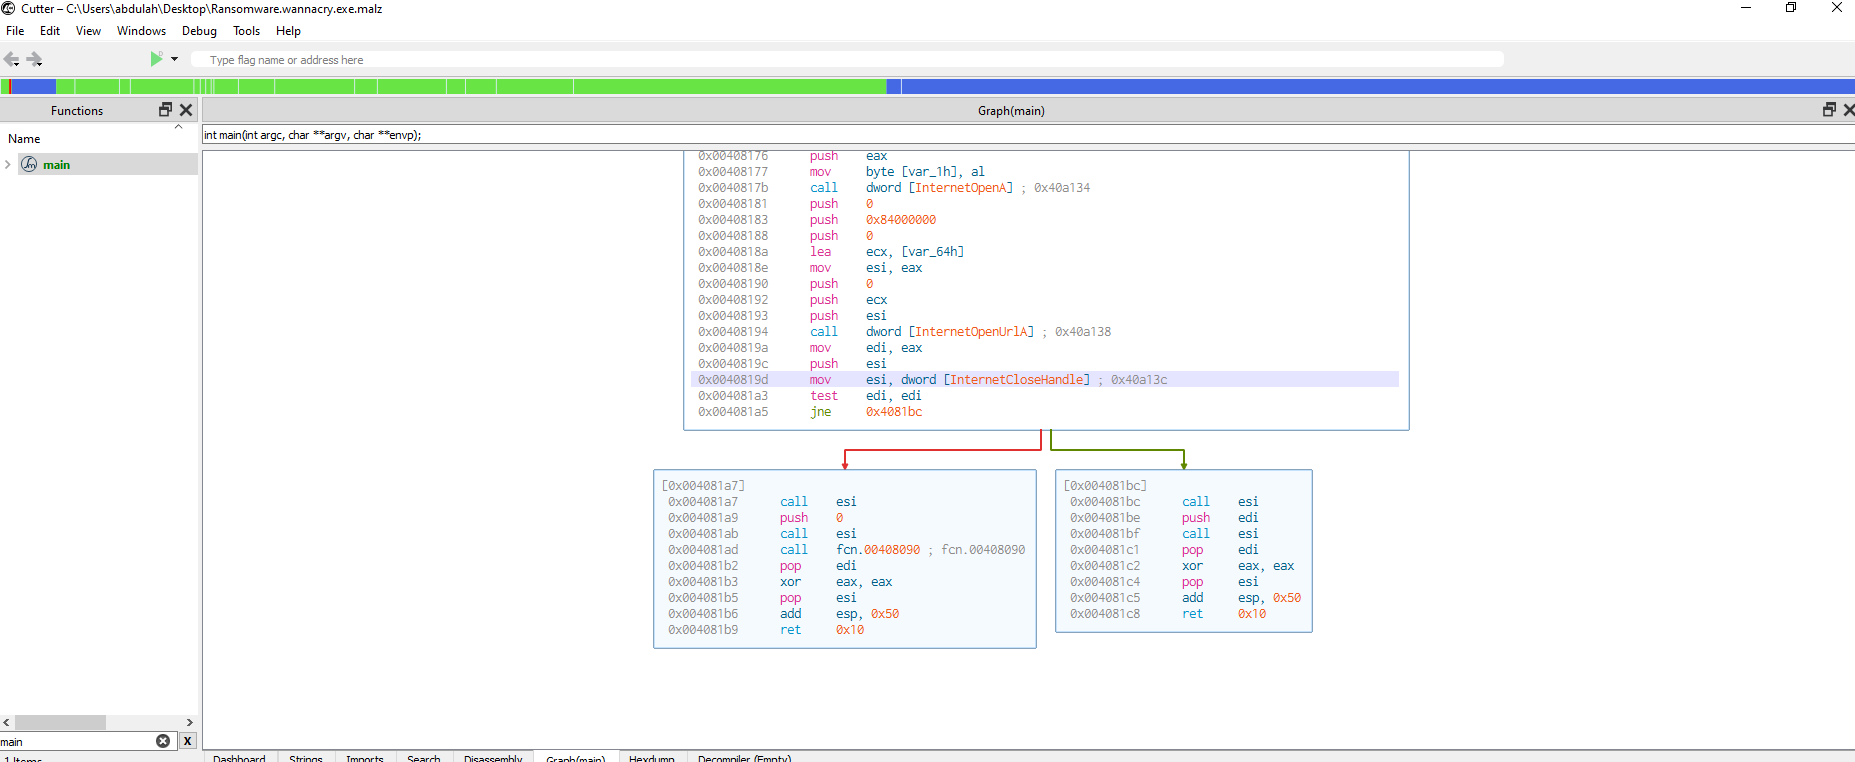 Cutter – C:\Users\abdulah\Desktop\Ransomware.wannacry.exe.malz
File Edit View Windows Debug Tools Help
Type flag name or address here
Functions
Graph(main)
Name
int main(int argc, char **argv, char **envp);
main
0x00408176 push eax
0x00408177 mov byte [var_1h], al
0x0040817b call dword [InternetOpenA] ; 0x40a134
0x00408181 push 0
0x00408183 push 0x84000000
0x00408188 push 0
0x0040818a lea ecx, [var_64h]
0x0040818e mov esi, eax
0x00408190 push 0
0x00408192 push ecx
0x00408193 push esi
0x00408194 call dword [InternetOpenUrlA] ; 0x40a138
0x0040819a mov edi, eax
0x0040819c push esi
0x0040819d mov esi, dword [InternetCloseHandle] ; 0x40a13c
0x004081a3 test edi, edi
0x004081a5 jne 0x4081bc
[0x004081a7]
0x004081a7 call esi
0x004081a9 push 0
0x004081ab call esi
0x004081ad call fcn.00408090 ; fcn.00408090
0x004081b2 pop edi
0x004081b3 xor eax, eax
0x004081b5 pop esi
0x004081b6 add esp, 0x50
0x004081b9 ret 0x10
[0x004081bc]
0x004081bc call esi
0x004081be push edi
0x004081bf call esi
0x004081c1 pop edi
0x004081c2 xor eax, eax
0x004081c4 pop esi
0x004081c5 add esp, 0x50
0x004081c8 ret 0x10
main
X
1 Items
Dashboard Strings Imports Search Disassembly Graph(main) Hexdump Decompiler (Empty)